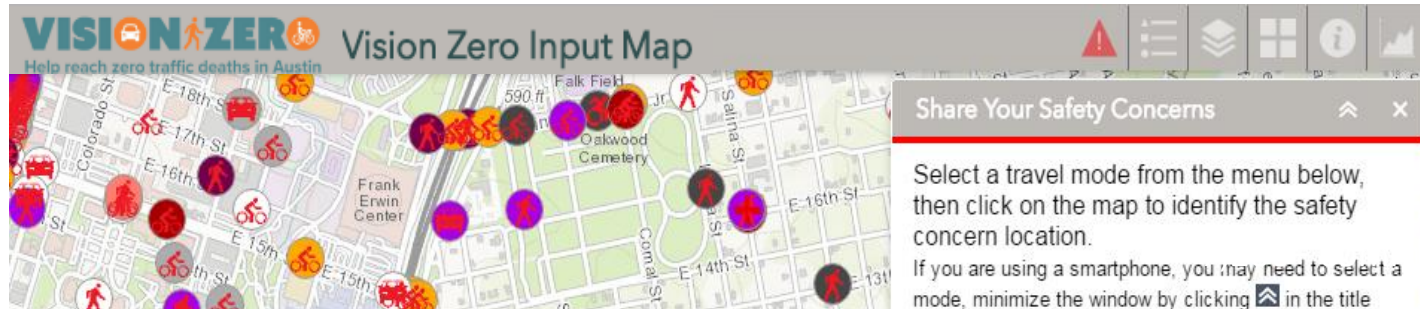 VISION ZERO
Help reach zero traffic deaths in Austin
Vision Zero Input Map
Share Your Safety Concerns
Select a travel mode from the menu below,
then click on the map to identify the safety
concern location.
If you are using a smartphone, you may need to select a
mode, minimize the window by clicking in the title
Falk Field
590 ft
Jr
E 18th S
Colorado St
E 17th St
E 16th
Oakwood
Cemetery
Salina St
Frank
Erwin
Center
E 16th St
E 15th
E 15th
th St
Comal St
E 14th St
E 13t